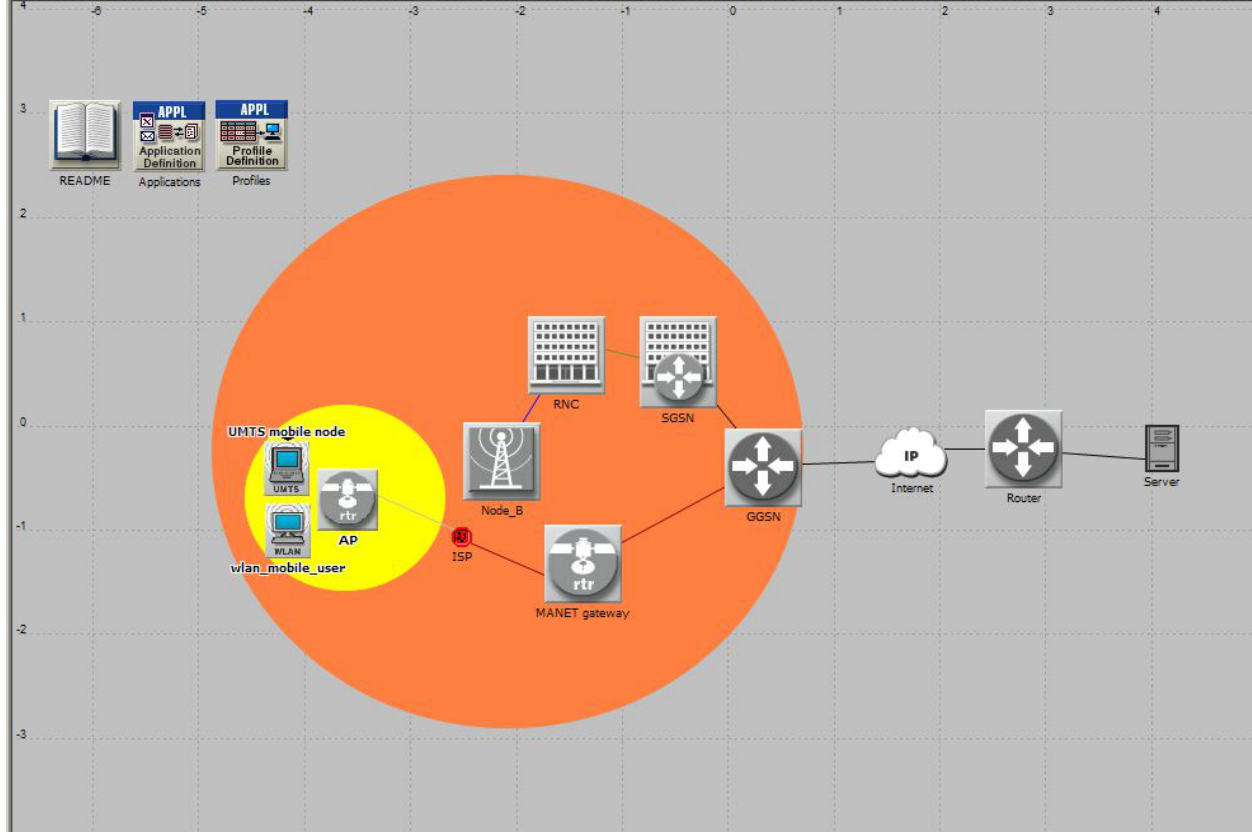 4
-6 -5 -4 -3 -2 -1 0 1 2 3 4
3
APPL
Application
Definition
APPL
Profile
Definition
README
Applications
Profiles
2
1
RNC
SGSN
0
UMTS mobile node
UMTS
IP
Internet
Router
Server
rtr
AP
Node_B
GGSN
-1
WLAN
wlan_mobile_user
ISP
rtr
MANET gateway
-2
-3